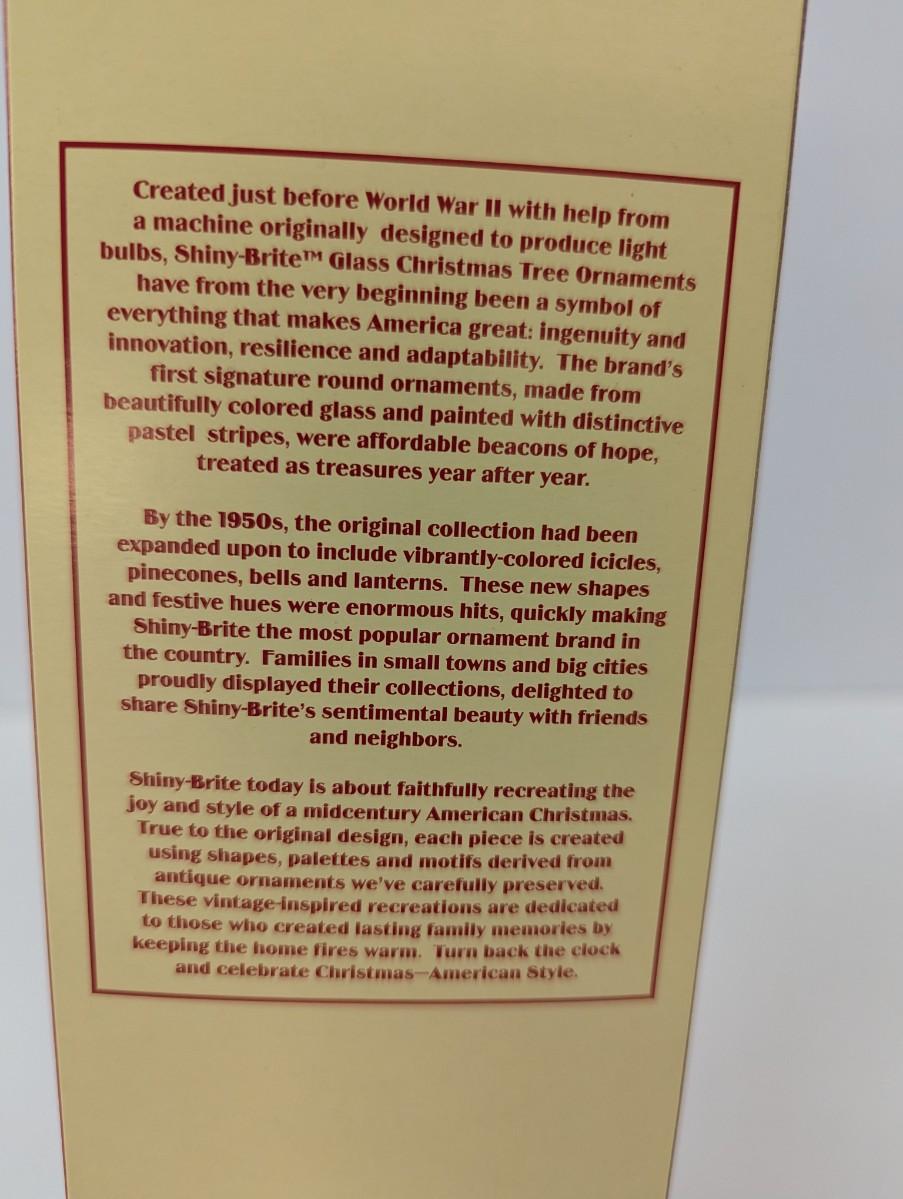 Created just before World War II with help from
a machine originally designed to produce light
bulbs, Shiny-Brite™ Glass Christmas Tree Ornaments
have from the very beginning been a symbol of
everything that makes America great: ingenuity and
innovation, resilience and adaptability. The brand's
first signature round ornaments, made from
beautifully colored glass and painted with distinctive
pastel stripes, were affordable beacons of hope,
treated as treasures year after year.
By the 1950s, the original collection had been
expanded upon to include vibrantly-colored icicles,
pinecones, bells and lanterns. These new shapes
and festive hues were enormous hits, quickly making
Shiny-Brite the most popular ornament brand in
the country. Families in small towns and big cities
proudly displayed their collections, delighted to
share Shiny-Brite's sentimental beauty with friends
and neighbors.
Shiny-Brite today is about faithfully recreating the
joy and style of a midcentury American Christmas.
True to the original design, each piece is created
using shapes, palettes and motifs derived from
antique ornaments we've carefully preserved.
These vintage-inspired recreations are dedicated
to those who created lasting family memories by
keeping the home fires warm. Turn back the clock
and celebrate Christmas—American Style.